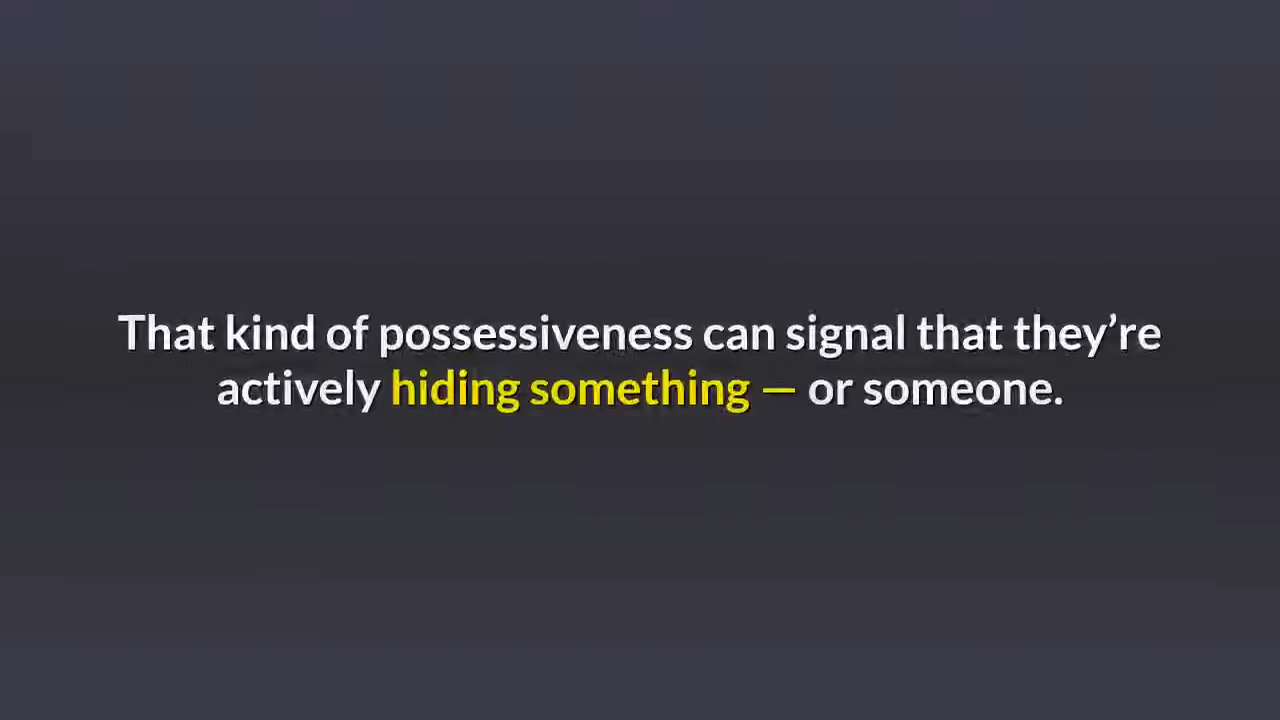 That kind of possessiveness can signal that they’re
actively hiding something — or someone.